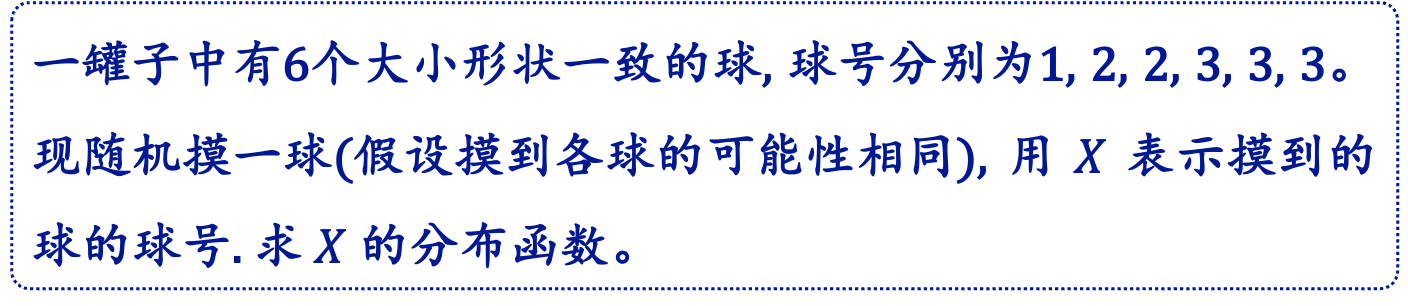 一罐子中有6个大小形状一致的球, 球号分别为1, 2, 2, 3, 3, 3。
现随机摸一球(假设摸到各球的可能性相同), 用 X 表示摸到的
球的球号. 求 X 的分布函数。